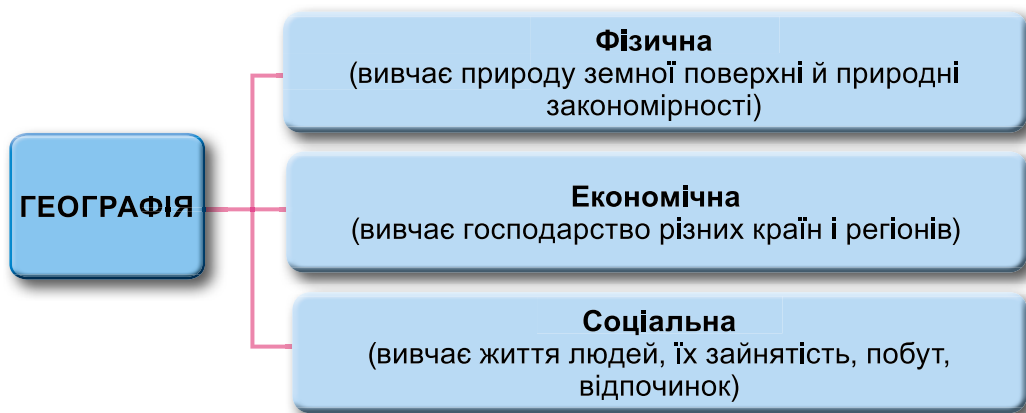 ГЕОГРАФІЯ
Фізична
(вивчає природу земної поверхні й природні
закономірності)
Економічна
(вивчає господарство різних країн і регіонів)
Соціальна
(вивчає життя людей, їх зайнятість, побут,
відпочинок)